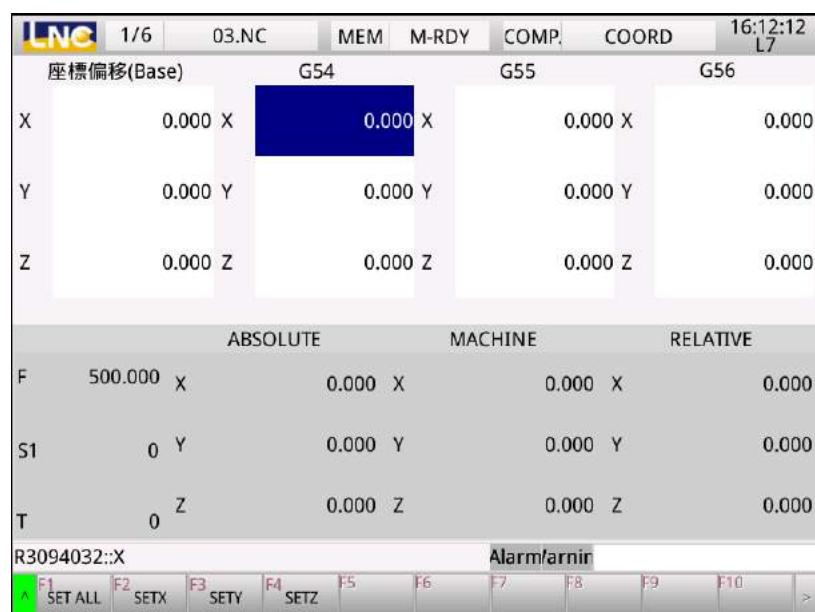 LNC 1/6 03.NC MEM M-RDY COMP. COORD 16:12:12
L7
座標偏移(Base) G54 G55 G56
X 0.000 X 0.000 X 0.000 X 0.000
Y 0.000 Y 0.000 Y 0.000 Y 0.000
Z 0.000 Z 0.000 Z 0.000 Z 0.000
ABSOLUTE MACHINE RELATIVE
F 500.000 X 0.000 X 0.000 X 0.000
S1 0 Y 0.000 Y 0.000 Y 0.000
T 0 Z 0.000 Z 0.000 Z 0.000
R3094032::X Alarm/arnin
^ F1 SET ALL F2 SETX F3 SETY F4 SETZ F5 F6 F7 F8 F9 F10 >